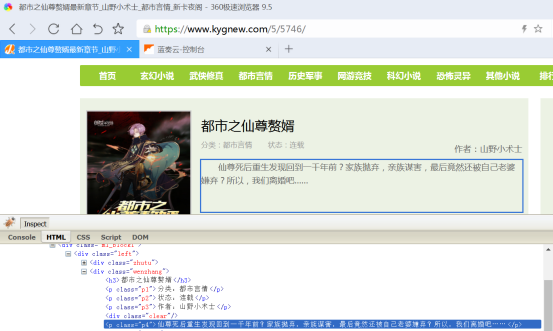 都市之仙尊赘婿最新章节_山野小术士_都市言情_新卡夜阁 - 360极速浏览器 9.5
https://www.kygnew.com/5/5746/
都市之仙尊赘婿最新章节_山野小
蓝奏云-控制台
首页 玄幻小说 武侠修真 都市言情 历史军事 网游竞技 科幻小说 恐怖灵异 其他小说 排行
都市之仙尊赘婿
分类：都市言情 状态：连载
作者：山野小术士
仙尊死后重生发现回到一千年前？家族抛弃，亲族谋害，最后竟然还被自己老婆
嫌弃？所以，我们离婚吧……
都市之
Inspect
Console HTML CSS Script DOM
<div class="ml_block1">
<div class="left">
<div class="zhutu">
<div class="wenzhang">
<h3>都市之仙尊赘婿</h3>
<p class="p1">分类：都市言情</p>
<p class="p2">状态：连载</p>
<p class="p3">作者：山野小术士</p>
<div class="clear"/>
<p class="p4">仙尊死后重生发现回到一千年前？家族抛弃，亲族谋害，最后竟然还被自己老婆嫌弃？所以，我们离婚吧……</p>